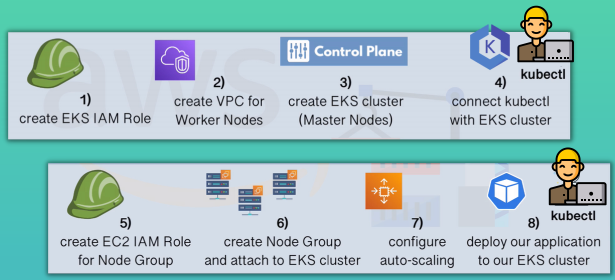 Control Plane
kubectl
1)
create EKS IAM Role
2)
create VPC for
Worker Nodes
3)
create EKS cluster
(Master Nodes)
4)
connect kubectl
with EKS cluster
aws
kubectl
5)
create EC2 IAM Role
for Node Group
6)
create Node Group
and attach to EKS cluster
7)
configure
auto-scaling
8)
deploy our application
to our EKS cluster